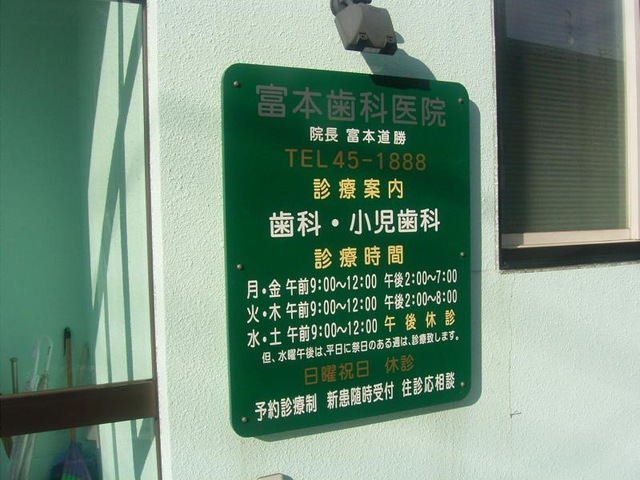 富本歯科医院
院長 富本道勝
TEL 45-1888
診療案内
歯科・小児歯科
診療時間
月・金 午前9:00～12:00 午後2:00～7:00
火・木 午前9:00～12:00 午後2:00～8:00
水・土 午前9:00～12:00 午後休診
但、水曜午後は、平日に祭日のある週は、診療致します。
日曜祝日 休診
予約診療制 新患随時受付 往診応相談